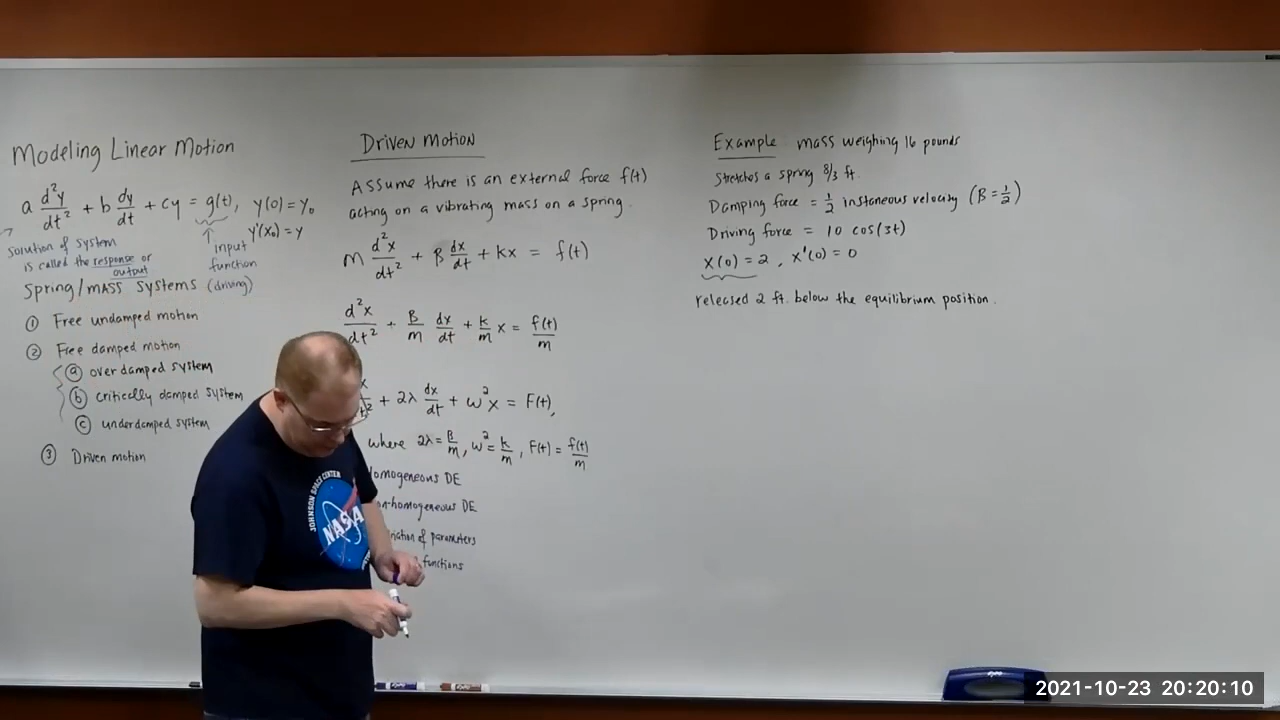 Modeling Linear Motion
a d²y/dt² + b dy/dt + cy = g(t), y(0) = y₀
y'(x₀) = y
solution of system
is called the response or
output
input
function
(driving)
Spring/mass systems
① Free undamped motion
② Free damped motion
ⓐ overdamped system
ⓑ critically damped system
ⓒ underdamped system
③ Driven motion
Driven Motion
Assume there is an external force f(t)
acting on a vibrating mass on a spring.
m d²x/dt² + β dx/dt + kx = f(t)
d²x/dt² + β/m dx/dt + k/m x = f(t)/m
+ 2λ dx/dt + ω²x = F(t),
where 2λ = β/m, ω² = k/m, F(t) = f(t)/m
homogeneous DE
n-homogeneous DE
riation of parameters
functions
Example: mass weighing 16 pounds
stretches a spring 8/3 ft.
Damping force = 1/2 instaneous velocity (β = 1/2)
Driving force = 10 cos(3t)
x(0) = 2, x'(0) = 0
released 2 ft. below the equilibrium position.
JOHNSON SPACE CENTER
NASA
expo
2021-10-23 20:20:10